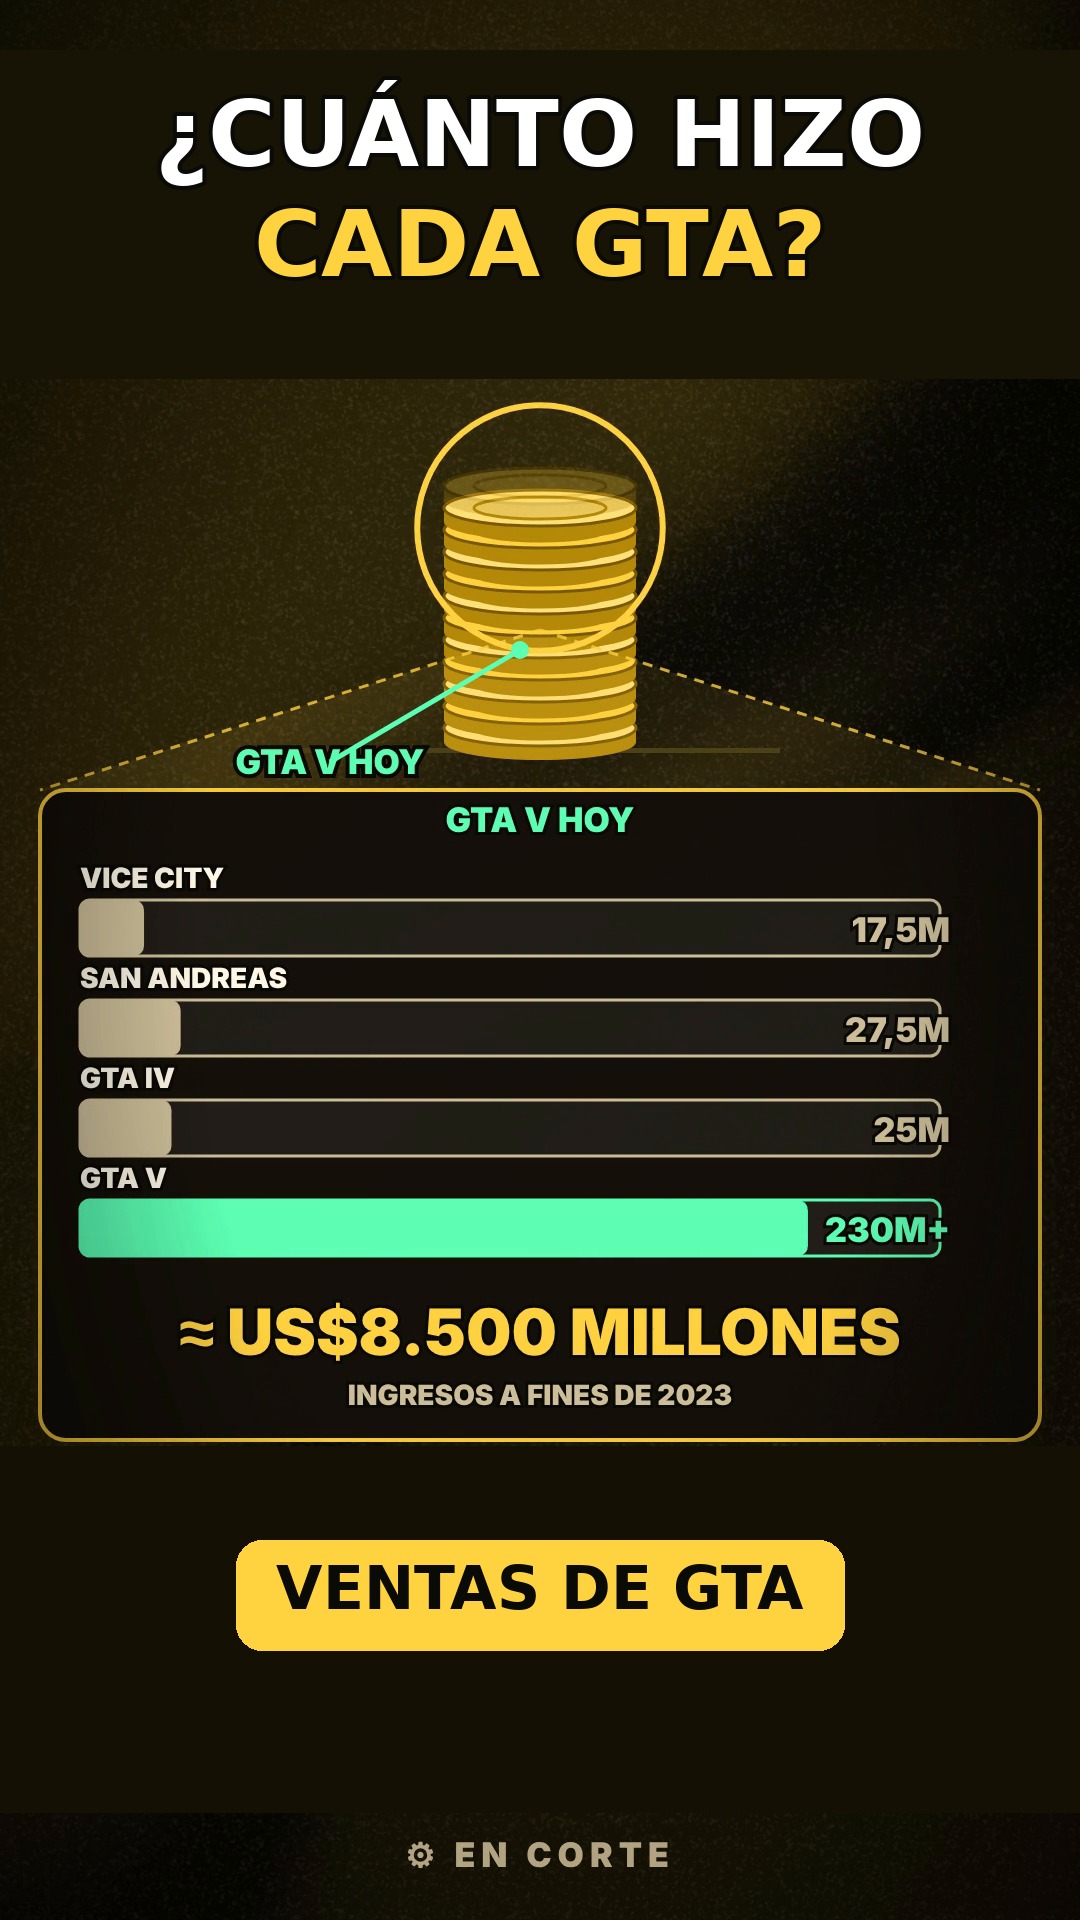 ¿CUÁNTO HIZO
CADA GTA?
GTA V HOY
GTA V HOY
VICE CITY
17,5M
SAN ANDREAS
27,5M
GTA IV
25M
GTA V
230M+
≈ US$8.500 MILLONES
INGRESOS A FINES DE 2023
VENTAS DE GTA
⚙ EN CORTE